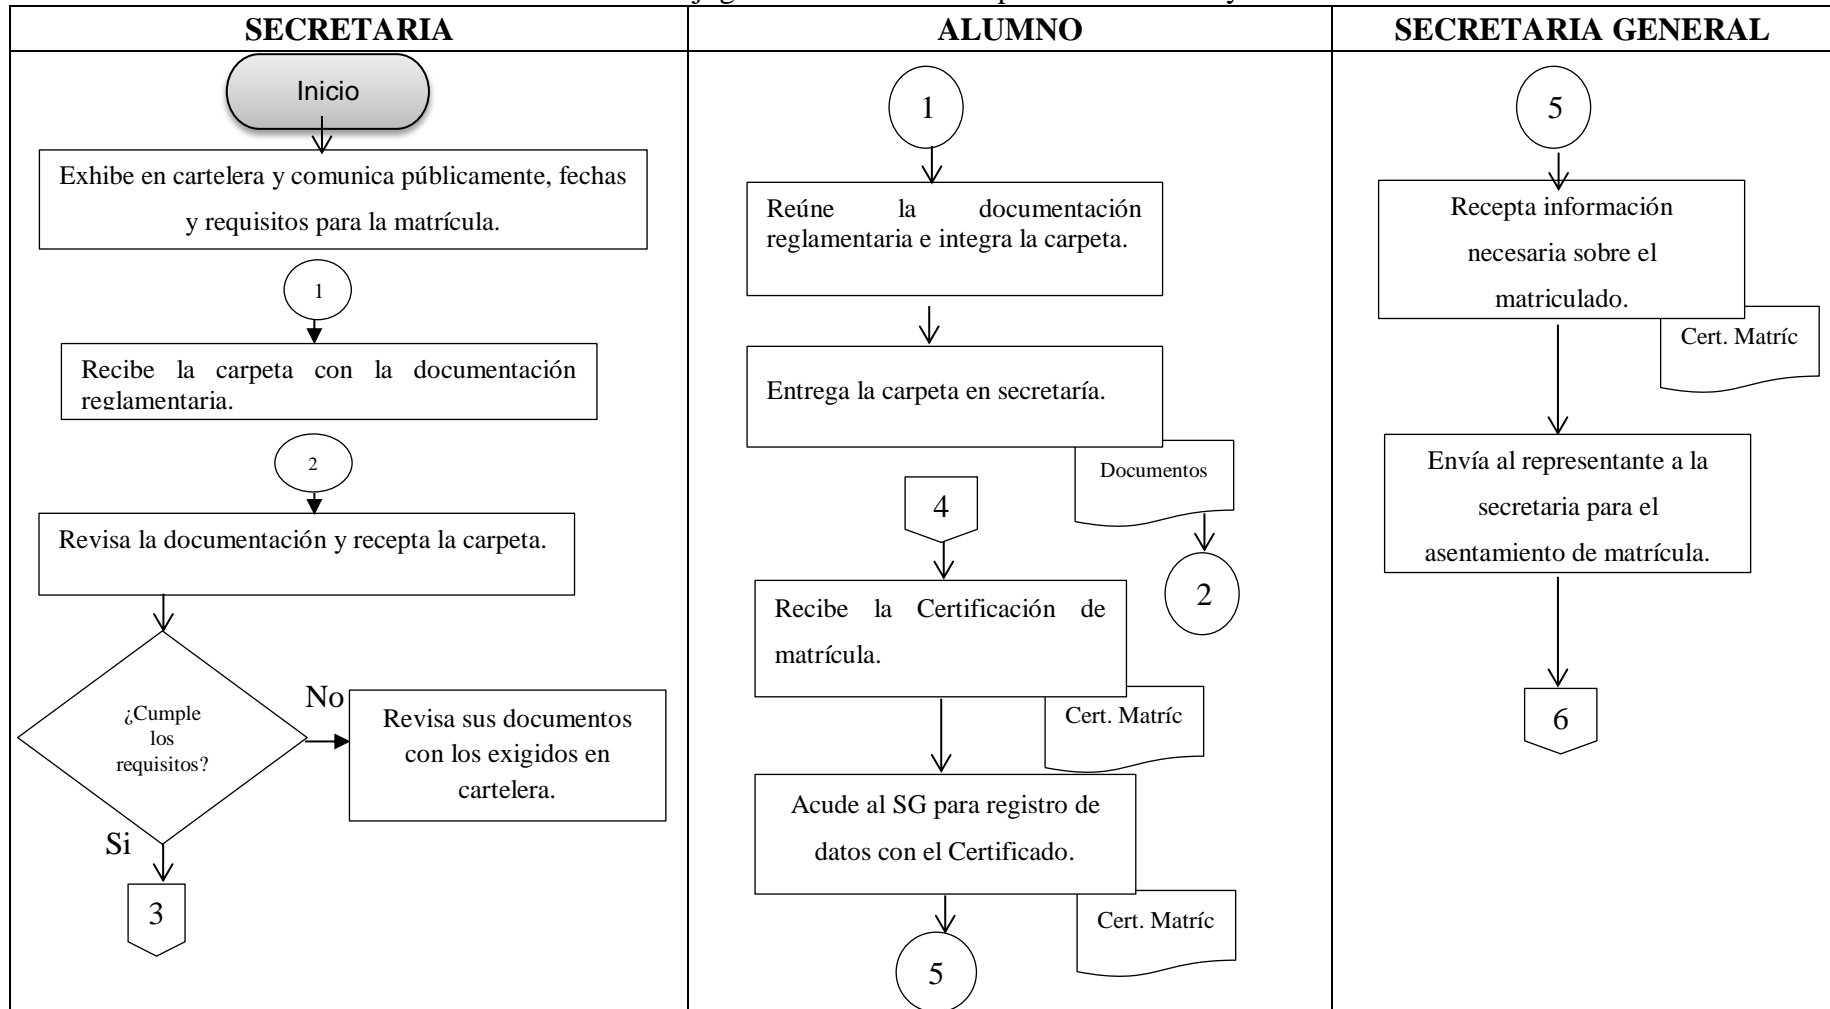 SECRETARIA
ALUMNO
SECRETARIA GENERAL
Inicio
Exhibe en cartelera y comunica públicamente, fechas
y requisitos para la matrícula.
1
Recibe la carpeta con la documentación
reglamentaria.
2
Revisa la documentación y recepta la carpeta.
¿Cumple
los
requisitos?
No
Revisa sus documentos
con los exigidos en
cartelera.
Si
3
1
Reúne la documentación
reglamentaria e integra la carpeta.
Entrega la carpeta en secretaría.
Documentos
2
4
Recibe la Certificación de
matrícula.
Cert. Matríc
Acude al SG para registro de
datos con el Certificado.
Cert. Matríc
5
5
Recepta información
necesaria sobre el
matriculado.
Cert. Matríc
Envía al representante a la
secretaria para el
asentamiento de matrícula.
6